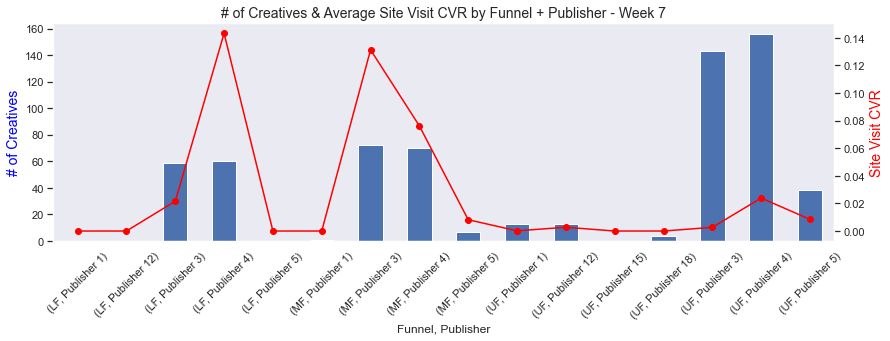 # of Creatives & Average Site Visit CVR by Funnel + Publisher - Week 7
# of Creatives
160
140
120
100
80
60
40
20
0
Site Visit CVR
0.14
0.12
0.10
0.08
0.06
0.04
0.02
0.00
(LF, Publisher 1)
(LF, Publisher 12)
(LF, Publisher 3)
(LF, Publisher 4)
(LF, Publisher 5)
(MF, Publisher 1)
(MF, Publisher 3)
(MF, Publisher 4)
(MF, Publisher 5)
(UF, Publisher 1)
(UF, Publisher 12)
(UF, Publisher 15)
(UF, Publisher 18)
(UF, Publisher 3)
(UF, Publisher 4)
(UF, Publisher 5)
Funnel, Publisher